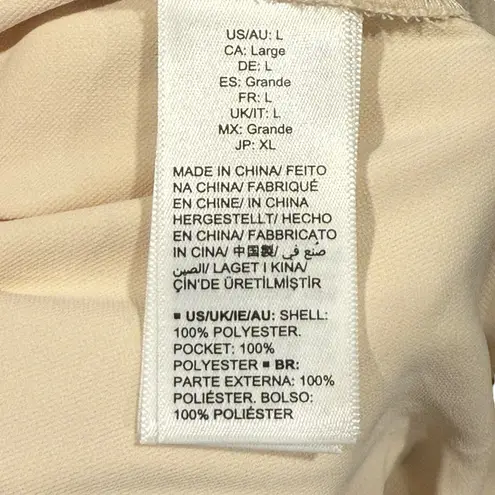 US/AU: L
CA: Large
DE: L
ES: Grande
FR: L
UK/IT: L
MX: Grande
JP: XL
MADE IN CHINA/ FEITO
NA CHINA/ FABRIQUÉ
EN CHINE/ IN CHINA
HERGESTELLT/ HECHO
EN CHINA/ FABBRICATO
IN CINA/ 中国製/ صُنع في
الصين/ LAGET I KINA/
ÇİN'DE ÜRETİLMİŞTİR
▪ US/UK/IE/AU: SHELL:
100% POLYESTER.
POCKET: 100%
POLYESTER ▪ BR:
PARTE EXTERNA: 100%
POLIÉSTER. BOLSO:
100% POLIÉSTER